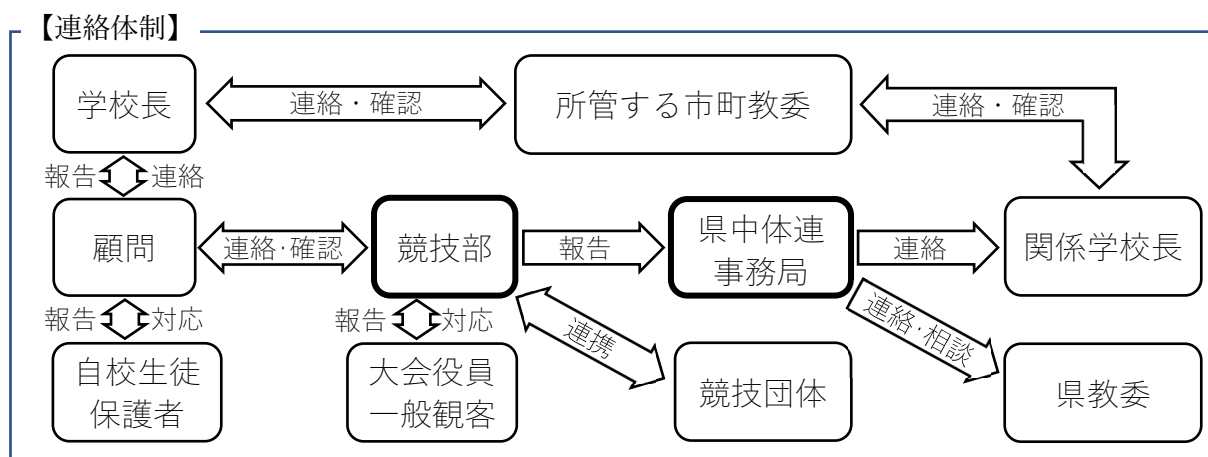 【連絡体制】
学校長
連絡・確認
所管する市町教委
連絡・確認
報告
連絡
顧問
連絡·確認
競技部
報告
県中体連
事務局
連絡
関係学校長
報告
対応
報告
対応
連携
連絡·相談
自校生徒
保護者
大会役員
一般観客
競技団体
県教委